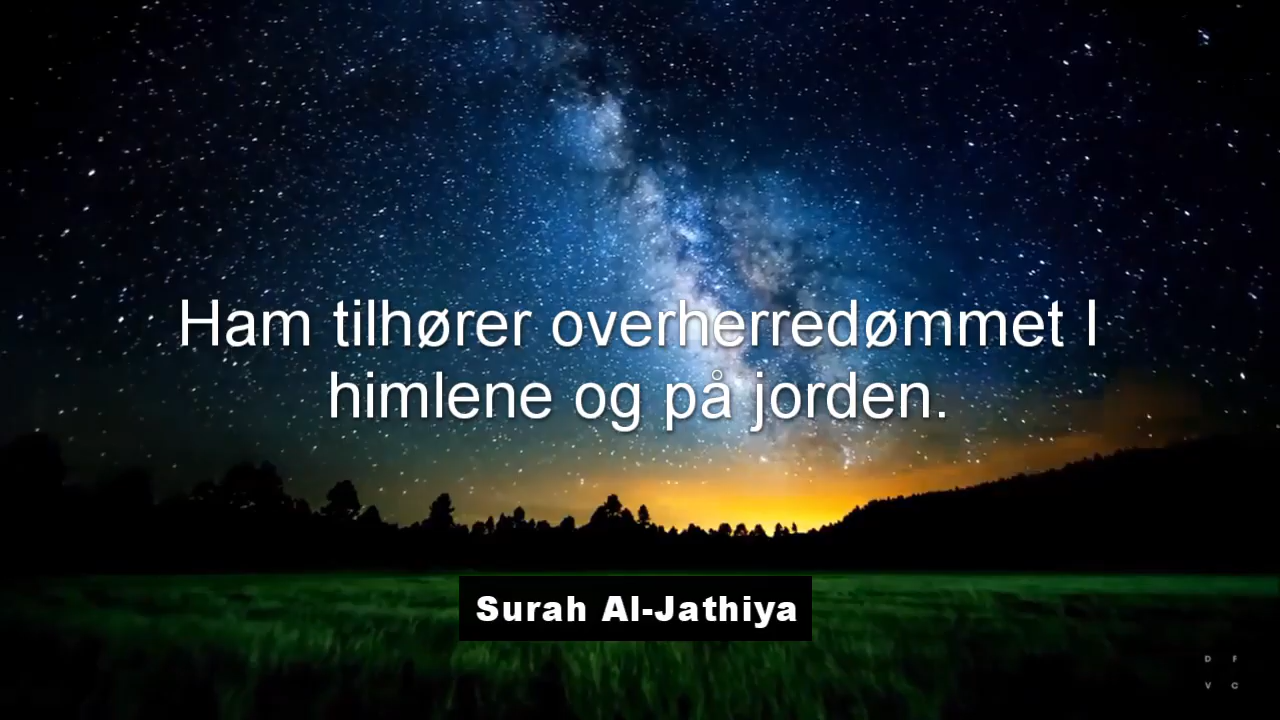 Ham tilhører overherredømmet I
himlene og på jorden.
Surah Al-Jathiya
D F
V C